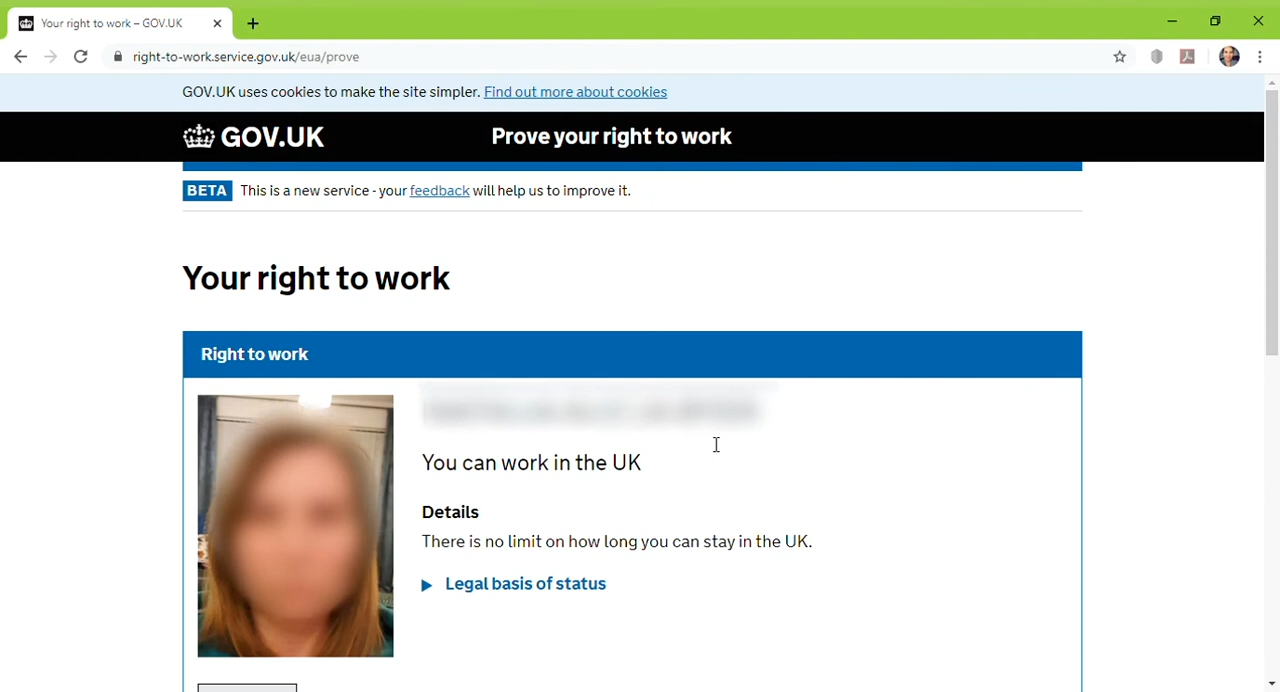 Your right to work – GOV.UK
right-to-work.service.gov.uk/eua/prove
GOV.UK uses cookies to make the site simpler. Find out more about cookies
GOV.UK
Prove your right to work
BETA This is a new service - your feedback will help us to improve it.
Your right to work
Right to work
You can work in the UK
Details
There is no limit on how long you can stay in the UK.
Legal basis of status